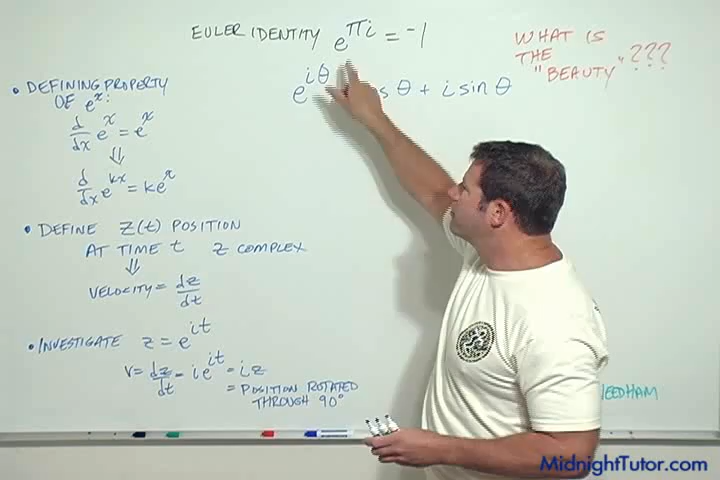 EULER IDENTITY e^πi = -1
WHAT IS
THE
"BEAUTY" ???
e^iθ θ + i sin θ
• DEFINING PROPERTY
OF e^x:
d/dx e^x = e^x
⇓
d/dx e^kx = ke^x
• DEFINE Z(t) POSITION
AT TIME t Z COMPLEX
⇓
VELOCITY = dz/dt
• INVESTIGATE Z = e^it
V = dz/dt = ie^it = iz
= POSITION ROTATED
THROUGH 90°
MidnightTutor.com